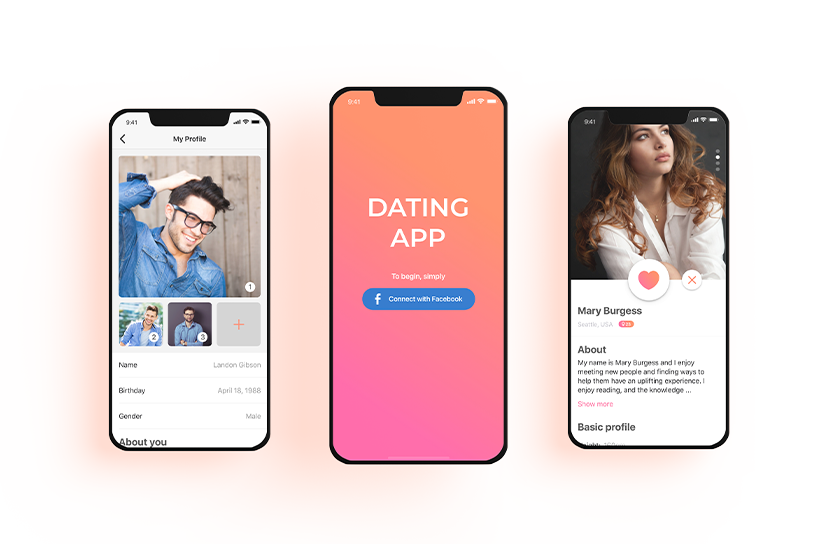 9:41
My Profile
1
2
3
+
Name
Landon Gibson
Birthday
April 18, 1988
Gender
Male
About you
9:41
DATING
APP
To begin, simply
f
Connect with Facebook
9:41
Mary Burgess
Seattle, USA
About
My name is Mary Burgess and I enjoy
meeting new people and finding ways to
help them have an uplifting experience. I
enjoy reading, and the knowledge ...
Show more
Basic profile